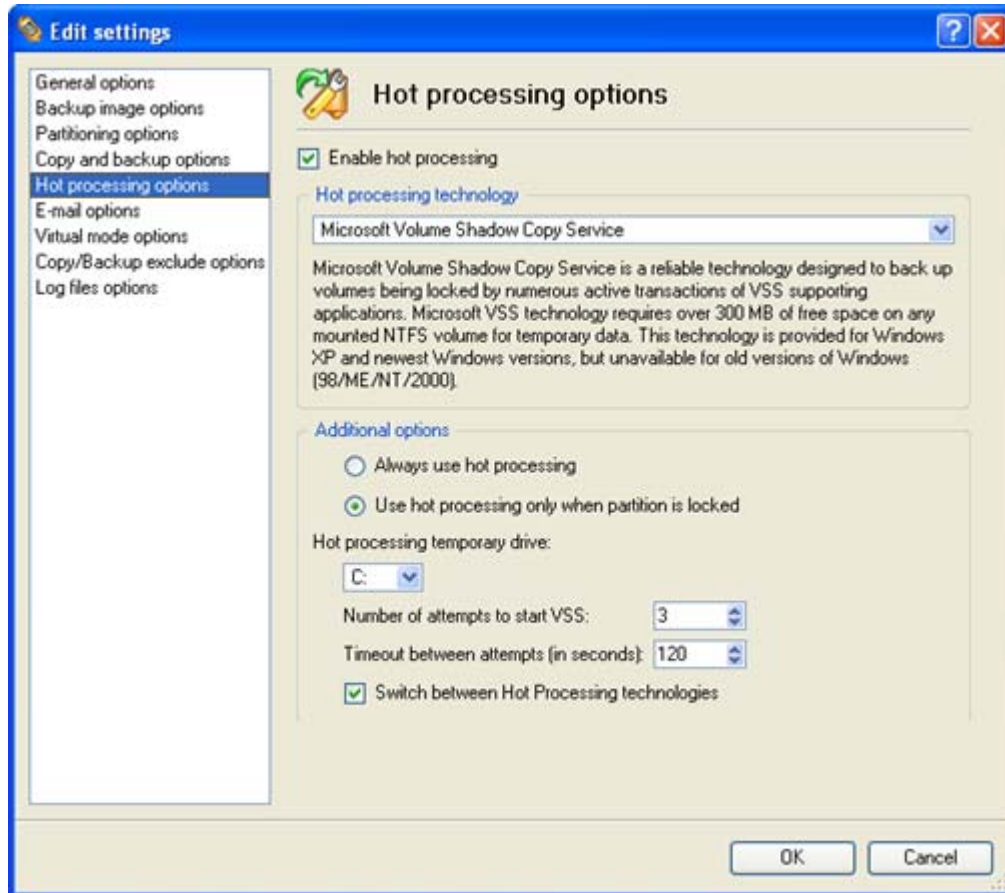 Edit settings
General options
Backup image options
Partitioning options
Copy and backup options
Hot processing options
E-mail options
Virtual mode options
Copy/Backup exclude options
Log files options
Hot processing options
Enable hot processing
Hot processing technology
Microsoft Volume Shadow Copy Service
Microsoft Volume Shadow Copy Service is a reliable technology designed to back up
volumes being locked by numerous active transactions of VSS supporting
applications. Microsoft VSS technology requires over 300 MB of free space on any
mounted NTFS volume for temporary data. This technology is provided for Windows
XP and newest Windows versions, but unavailable for old versions of Windows
(98/ME/NT/2000).
Additional options
Always use hot processing
Use hot processing only when partition is locked
Hot processing temporary drive:
C:
Number of attempts to start VSS: 3
Timeout between attempts (in seconds): 120
Switch between Hot Processing technologies
OK Cancel